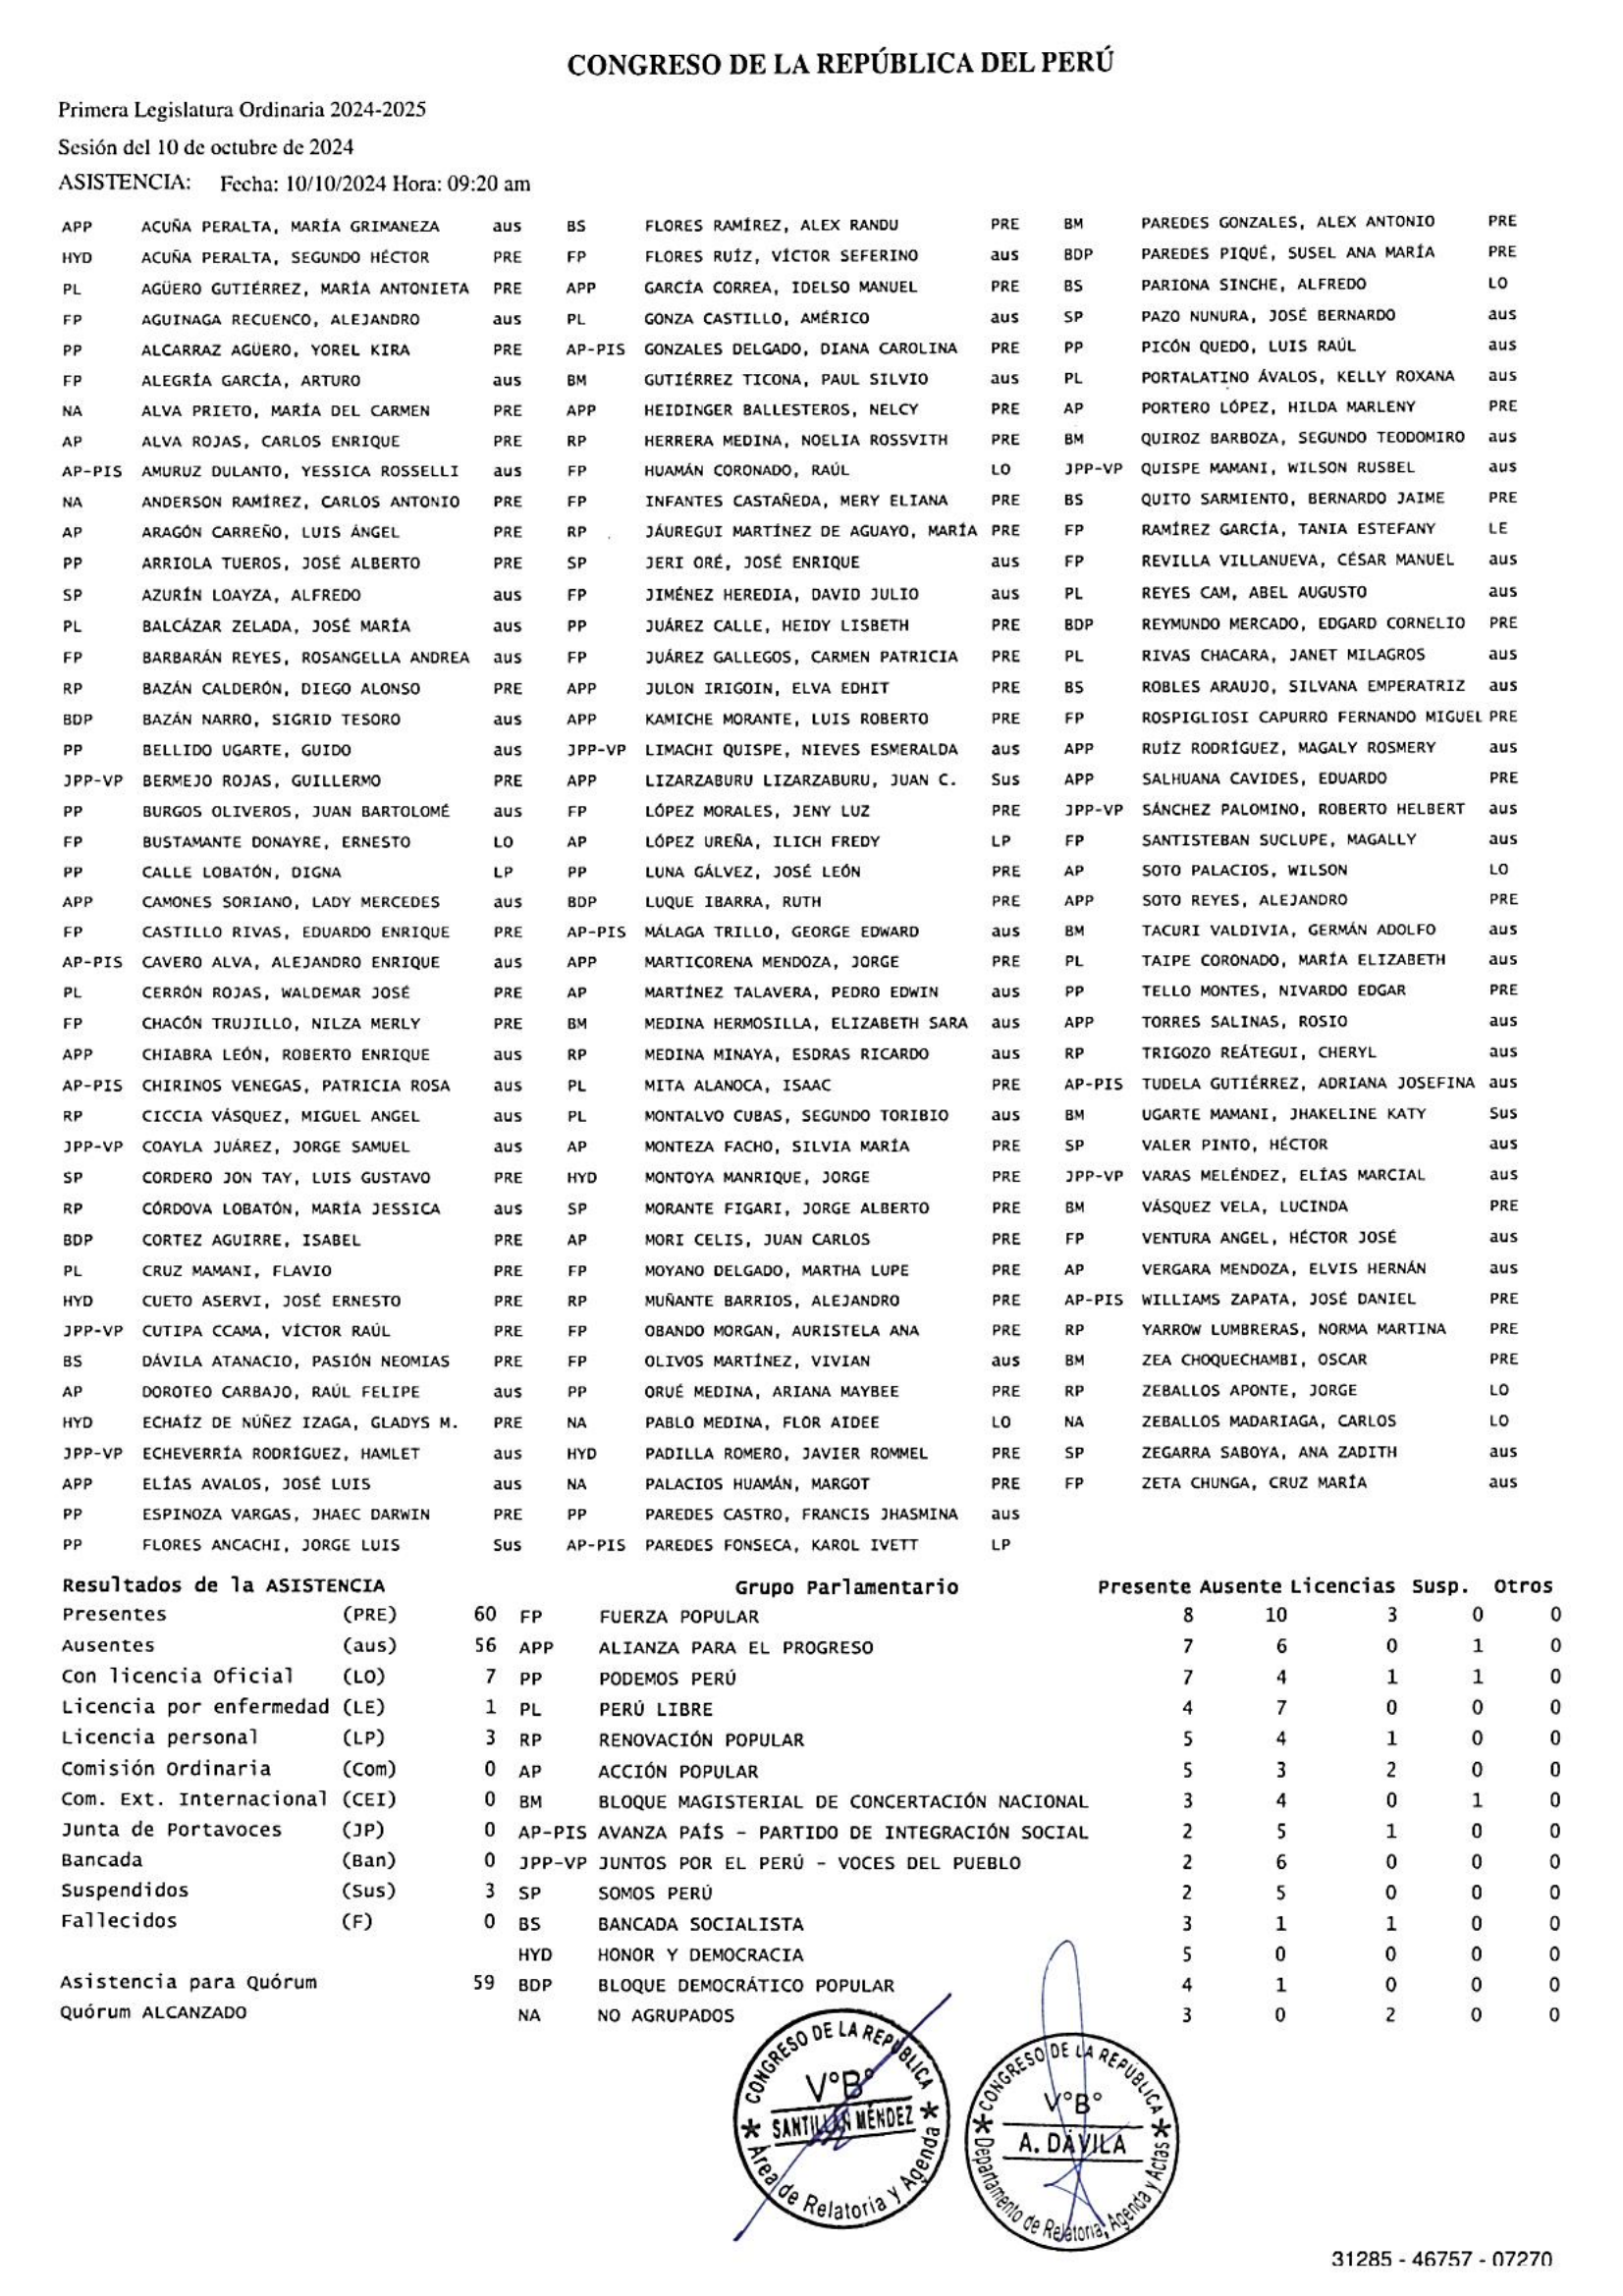 CONGRESO DE LA REPÚBLICA DEL PERÚ
Primera Legislatura Ordinaria 2024-2025
Sesión del 10 de octubre de 2024
ASISTENCIA: Fecha: 10/10/2024 Hora: 09:20 am
APP ACUÑA PERALTA, MARÍA GRIMANEZA aus BS FLORES RAMÍREZ, ALEX RANDU PRE BM PAREDES GONZALES, ALEX ANTONIO PRE
HYD ACUÑA PERALTA, SEGUNDO HÉCTOR PRE FP FLORES RUÍZ, VÍCTOR SEFERINO aus BDP PAREDES PIQUÉ, SUSEL ANA MARÍA PRE
PL AGÜERO GUTIÉRREZ, MARÍA ANTONIETA PRE APP GARCÍA CORREA, IDELSO MANUEL PRE BS PARIONA SINCHE, ALFREDO LO
FP AGUINAGA RECUENCO, ALEJANDRO aus PL GONZA CASTILLO, AMÉRICO aus SP PAZO NUNURA, JOSÉ BERNARDO aus
PP ALCARRAZ AGÜERO, YOREL KIRA PRE AP-PIS GONZALES DELGADO, DIANA CAROLINA PRE PP PICÓN QUEDO, LUIS RAÚL aus
FP ALEGRÍA GARCÍA, ARTURO aus BM GUTIÉRREZ TICONA, PAUL SILVIO aus PL PORTALATINO ÁVALOS, KELLY ROXANA aus
NA ALVA PRIETO, MARÍA DEL CARMEN PRE APP HEIDINGER BALLESTEROS, NELCY PRE AP PORTERO LÓPEZ, HILDA MARLENY PRE
AP ALVA ROJAS, CARLOS ENRIQUE PRE RP HERRERA MEDINA, NOELIA ROSSVITH PRE BM QUIROZ BARBOZA, SEGUNDO TEODOMIRO aus
AP-PIS AMURUZ DULANTO, YESSICA ROSSELLI aus FP HUAMÁN CORONADO, RAÚL LO JPP-VP QUISPE MAMANI, WILSON RUSBEL aus
NA ANDERSON RAMÍREZ, CARLOS ANTONIO PRE FP INFANTES CASTAÑEDA, MERY ELIANA PRE BS QUITO SARMIENTO, BERNARDO JAIME PRE
AP ARAGÓN CARREÑO, LUIS ÁNGEL PRE RP JÁUREGUI MARTÍNEZ DE AGUAYO, MARÍA PRE FP RAMÍREZ GARCÍA, TANIA ESTEFANY LE
PP ARRIOLA TUEROS, JOSÉ ALBERTO PRE SP JERI ORÉ, JOSÉ ENRIQUE aus FP REVILLA VILLANUEVA, CÉSAR MANUEL aus
SP AZURÍN LOAYZA, ALFREDO aus FP JIMÉNEZ HEREDIA, DAVID JULIO aus PL REYES CAM, ABEL AUGUSTO aus
PL BALCÁZAR ZELADA, JOSÉ MARÍA aus PP JUÁREZ CALLE, HEIDY LISBETH PRE BDP REYMUNDO MERCADO, EDGARD CORNELIO PRE
FP BARBARÁN REYES, ROSANGELLA ANDREA aus FP JUÁREZ GALLEGOS, CARMEN PATRICIA PRE PL RIVAS CHACARA, JANET MILAGROS aus
RP BAZÁN CALDERÓN, DIEGO ALONSO PRE APP JULON IRIGOIN, ELVA EDHIT PRE BS ROBLES ARAUJO, SILVANA EMPERATRIZ aus
BDP BAZÁN NARRO, SIGRID TESORO aus APP KAMICHE MORANTE, LUIS ROBERTO PRE FP ROSPIGLIOSI CAPURRO FERNANDO MIGUEL PRE
PP BELLIDO UGARTE, GUIDO aus JPP-VP LIMACHI QUISPE, NIEVES ESMERALDA aus APP RUÍZ RODRÍGUEZ, MAGALY ROSMERY aus
JPP-VP BERMEJO ROJAS, GUILLERMO PRE APP LIZARZABURU LIZARZABURU, JUAN C. Sus APP SALHUANA CAVIDES, EDUARDO PRE
PP BURGOS OLIVEROS, JUAN BARTOLOMÉ aus FP LÓPEZ MORALES, JENY LUZ PRE JPP-VP SÁNCHEZ PALOMINO, ROBERTO HELBERT aus
FP BUSTAMANTE DONAYRE, ERNESTO LO AP LÓPEZ UREÑA, ILICH FREDY LP FP SANTISTEBAN SUCLUPE, MAGALLY aus
PP CALLE LOBATÓN, DIGNA LP PP LUNA GÁLVEZ, JOSÉ LEÓN PRE AP SOTO PALACIOS, WILSON LO
APP CAMONES SORIANO, LADY MERCEDES aus BDP LUQUE IBARRA, RUTH PRE APP SOTO REYES, ALEJANDRO PRE
FP CASTILLO RIVAS, EDUARDO ENRIQUE PRE AP-PIS MÁLAGA TRILLO, GEORGE EDWARD aus BM TACURI VALDIVIA, GERMÁN ADOLFO aus
AP-PIS CAVERO ALVA, ALEJANDRO ENRIQUE aus APP MARTICORENA MENDOZA, JORGE PRE PL TAIPE CORONADO, MARÍA ELIZABETH aus
PL CERRÓN ROJAS, WALDEMAR JOSÉ PRE AP MARTÍNEZ TALAVERA, PEDRO EDWIN aus PP TELLO MONTES, NIVARDO EDGAR PRE
FP CHACÓN TRUJILLO, NILZA MERLY PRE BM MEDINA HERMOSILLA, ELIZABETH SARA aus APP TORRES SALINAS, ROSIO aus
APP CHIABRA LEÓN, ROBERTO ENRIQUE aus RP MEDINA MINAYA, ESDRAS RICARDO aus RP TRIGOZO REÁTEGUI, CHERYL aus
AP-PIS CHIRINOS VENEGAS, PATRICIA ROSA aus PL MITA ALANOCA, ISAAC PRE AP-PIS TUDELA GUTIÉRREZ, ADRIANA JOSEFINA aus
RP CICCIA VÁSQUEZ, MIGUEL ANGEL aus PL MONTALVO CUBAS, SEGUNDO TORIBIO aus BM UGARTE MAMANI, JHAKELINE KATY Sus
JPP-VP COAYLA JUÁREZ, JORGE SAMUEL aus AP MONTEZA FACHO, SILVIA MARÍA PRE SP VALER PINTO, HÉCTOR aus
SP CORDERO JON TAY, LUIS GUSTAVO PRE HYD MONTOYA MANRIQUE, JORGE PRE JPP-VP VARAS MELÉNDEZ, ELÍAS MARCIAL aus
RP CÓRDOVA LOBATÓN, MARÍA JESSICA aus SP MORANTE FIGARI, JORGE ALBERTO PRE BM VÁSQUEZ VELA, LUCINDA PRE
BDP CORTEZ AGUIRRE, ISABEL PRE AP MORI CELIS, JUAN CARLOS PRE FP VENTURA ANGEL, HÉCTOR JOSÉ aus
PL CRUZ MAMANI, FLAVIO PRE FP MOYANO DELGADO, MARTHA LUPE PRE AP VERGARA MENDOZA, ELVIS HERNÁN aus
HYD CUETO ASERVI, JOSÉ ERNESTO PRE RP MUÑANTE BARRIOS, ALEJANDRO PRE AP-PIS WILLIAMS ZAPATA, JOSÉ DANIEL PRE
JPP-VP CUTIPA CCAMA, VÍCTOR RAÚL PRE FP OBANDO MORGAN, AURISTELA ANA PRE RP YARROW LUMBRERAS, NORMA MARTINA PRE
BS DÁVILA ATANACIO, PASIÓN NEOMIAS PRE FP OLIVOS MARTÍNEZ, VIVIAN aus BM ZEA CHOQUECHAMBI, OSCAR PRE
AP DOROTEO CARBAJO, RAÚL FELIPE aus PP ORUÉ MEDINA, ARIANA MAYBEE PRE RP ZEBALLOS APONTE, JORGE LO
HYD ECHAÍZ DE NÚÑEZ IZAGA, GLADYS M. PRE NA PABLO MEDINA, FLOR AIDEE LO NA ZEBALLOS MADARIAGA, CARLOS LO
JPP-VP ECHEVERRÍA RODRÍGUEZ, HAMLET aus HYD PADILLA ROMERO, JAVIER ROMMEL PRE SP ZEGARRA SABOYA, ANA ZADITH aus
APP ELÍAS AVALOS, JOSÉ LUIS aus NA PALACIOS HUAMÁN, MARGOT PRE FP ZETA CHUNGA, CRUZ MARÍA aus
PP ESPINOZA VARGAS, JHAEC DARWIN PRE PP PAREDES CASTRO, FRANCIS JHASMINA aus
PP FLORES ANCACHI, JORGE LUIS Sus AP-PIS PAREDES FONSECA, KAROL IVETT LP
Resultados de la ASISTENCIA Grupo Parlamentario Presente Ausente Licencias Susp. Otros
Presentes (PRE) 60 FP FUERZA POPULAR 8 10 3 0 0
Ausentes (aus) 56 APP ALIANZA PARA EL PROGRESO 7 6 0 1 0
Con licencia Oficial (LO) 7 PP PODEMOS PERÚ 7 4 1 1 0
Licencia por enfermedad (LE) 1 PL PERÚ LIBRE 4 7 0 0 0
Licencia personal (LP) 3 RP RENOVACIÓN POPULAR 5 4 1 0 0
Comisión Ordinaria (Com) 0 AP ACCIÓN POPULAR 5 3 2 0 0
Com. Ext. Internacional (CEI) 0 BM BLOQUE MAGISTERIAL DE CONCERTACIÓN NACIONAL 3 4 0 1 0
Junta de Portavoces (JP) 0 AP-PIS AVANZA PAÍS - PARTIDO DE INTEGRACIÓN SOCIAL 2 5 1 0 0
Bancada (Ban) 0 JPP-VP JUNTOS POR EL PERÚ - VOCES DEL PUEBLO 2 6 0 0 0
Suspendidos (Sus) 3 SP SOMOS PERÚ 2 5 0 0 0
Fallecidos (F) 0 BS BANCADA SOCIALISTA 3 1 1 0 0
HYD HONOR Y DEMOCRACIA 5 0 0 0 0
Asistencia para Quórum 59 BDP BLOQUE DEMOCRÁTICO POPULAR 4 1 0 0 0
Quórum ALCANZADO NA NO AGRUPADOS 3 0 2 0 0
CONGRESO DE LA REPÚBLICA
V°B°
SANTILLÁN MÉNDEZ
Área de Relatoria y Agenda
CONGRESO DE LA REPÚBLICA
V°B°
A. DÁVILA
Departamento de Relatoria, Agenda y Actas
31285 - 46757 - 07270